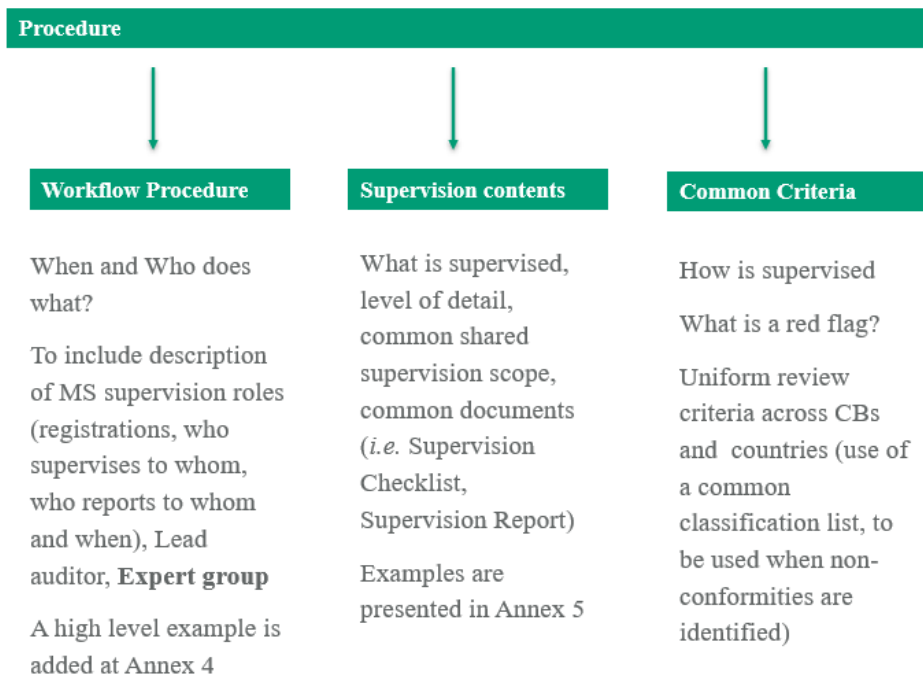 Procedure
Workflow Procedure
When and Who does
what?
To include description
of MS supervision roles
(registrations, who
supervises to whom,
who reports to whom
and when), Lead
auditor, Expert group
A high level example is
added at Annex 4
Supervision contents
What is supervised,
level of detail,
common shared
supervision scope,
common documents
(i.e. Supervision
Checklist,
Supervision Report)
Examples are
presented in Annex 5
Common Criteria
How is supervised
What is a red flag?
Uniform review
criteria across CBs
and countries (use of
a common
classification list, to
be used when non-
conformities are
identified)